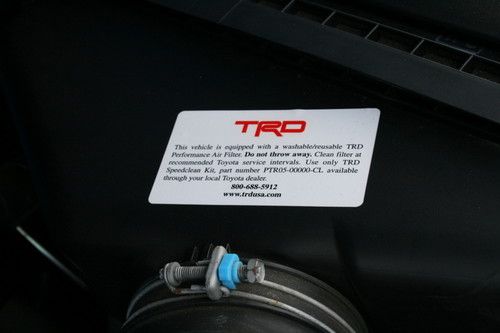 TRD
This vehicle is equipped with a washable/reusable TRD
Performance Air Filter. Do not throw away. Clean filter at
recommended Toyota service intervals. Use only TRD
Speedclean Kit, part number PTR05-00000-CL available
through your local Toyota dealer.
800-688-5912
www.trdusa.com